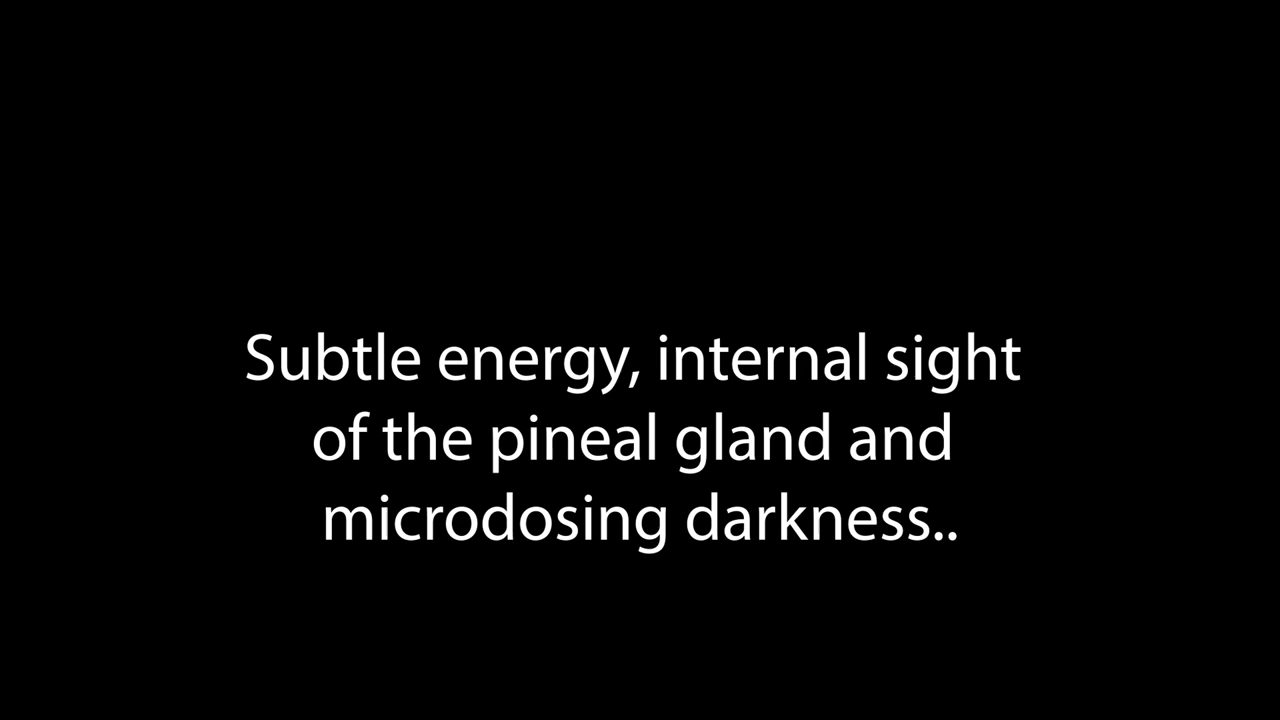 Subtle energy, internal sight
of the pineal gland and
microdosing darkness..